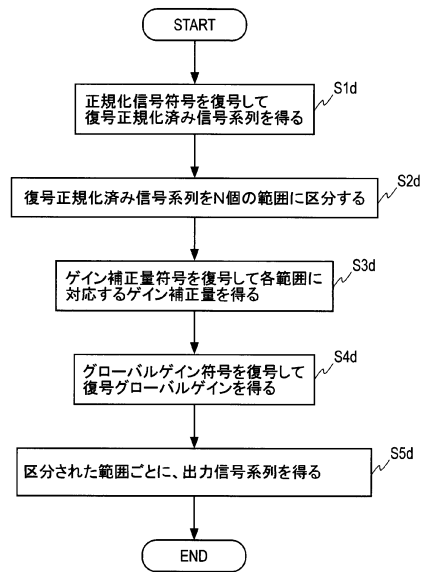 START
S1d
正規化信号符号を復号して
復号正規化済み信号系列を得る
S2d
復号正規化済み信号系列をN個の範囲に区分する
S3d
ゲイン補正量符号を復号して各範囲に
対応するゲイン補正量を得る
S4d
グローバルゲイン符号を復号して
復号グローバルゲインを得る
S5d
区分された範囲ごとに、出力信号系列を得る
END